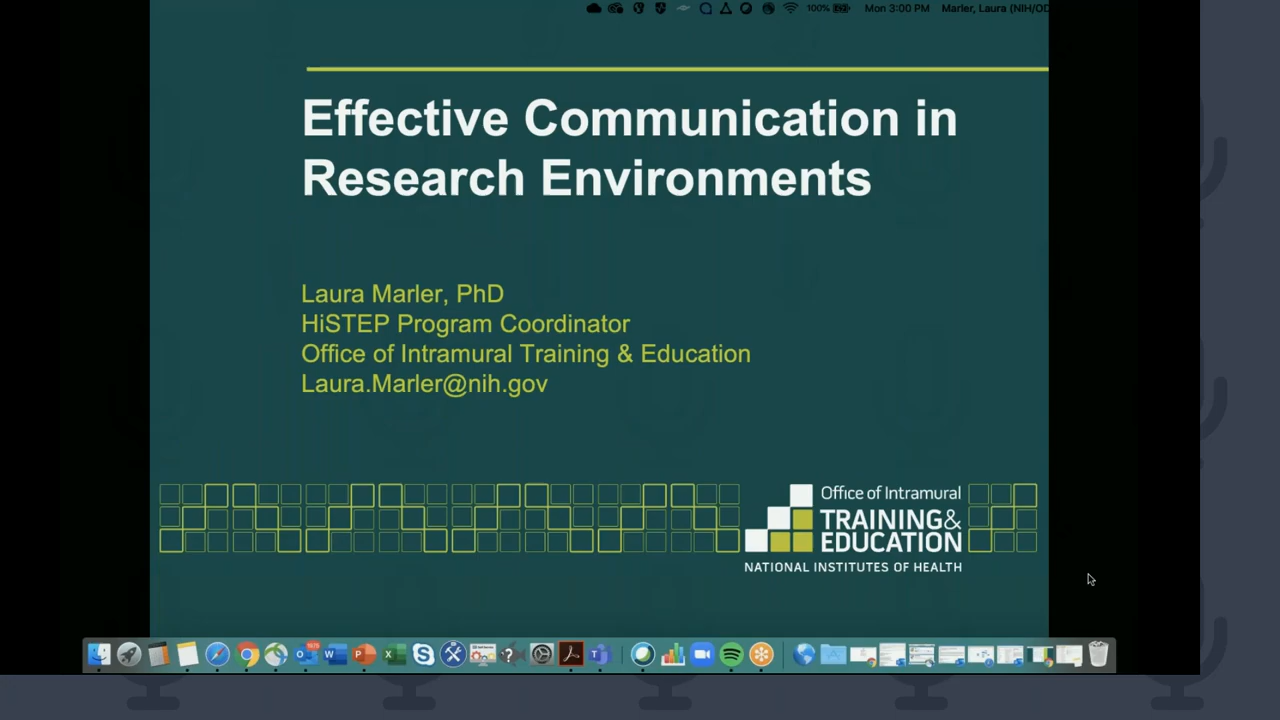 100%
Mon 3:00 PM
Marler, Laura (NIH/OD
Effective Communication in
Research Environments
Laura Marler, PhD
HiSTEP Program Coordinator
Office of Intramural Training & Education
Laura.Marler@nih.gov
Office of Intramural
TRAINING&
EDUCATION
NATIONAL INSTITUTES OF HEALTH